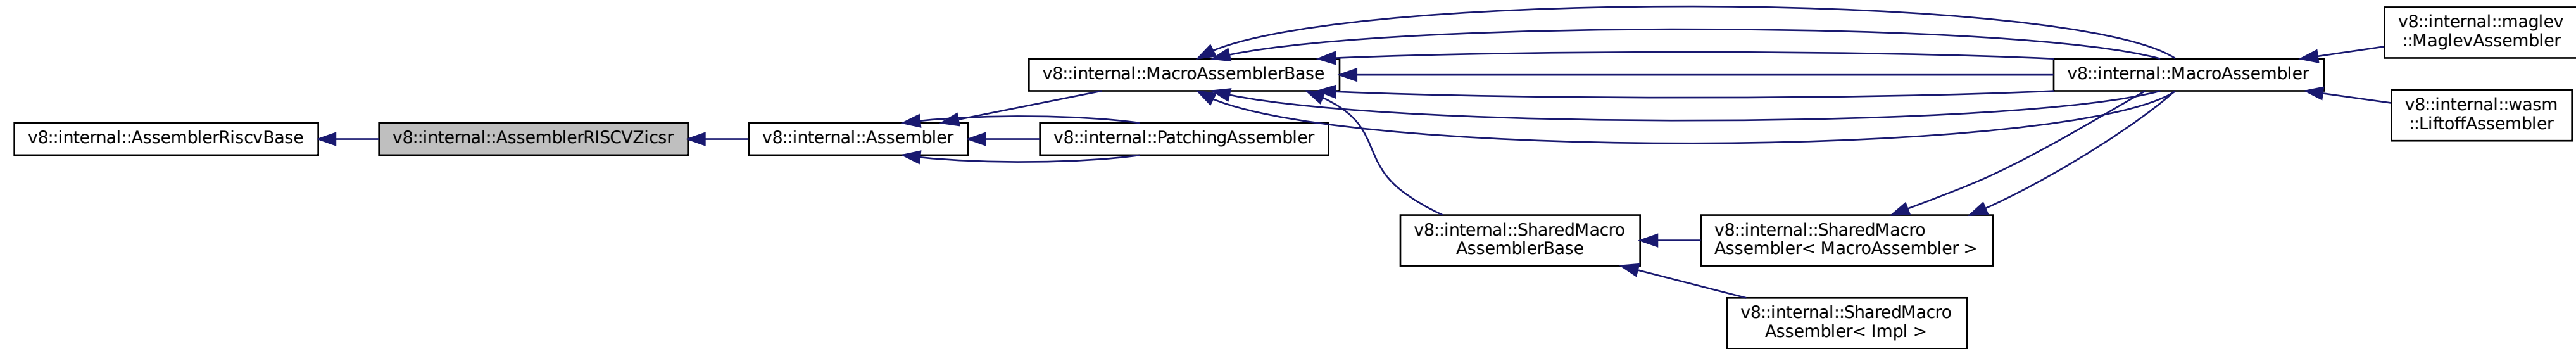 v8::internal::maglev
::MaglevAssembler
v8::internal::MacroAssemblerBase
v8::internal::MacroAssembler
v8::internal::wasm
::LiftoffAssembler
v8::internal::AssemblerRiscvBase
v8::internal::AssemblerRISCVZicsr
v8::internal::Assembler
v8::internal::PatchingAssembler
v8::internal::SharedMacro
AssemblerBase
v8::internal::SharedMacro
Assembler< MacroAssembler >
v8::internal::SharedMacro
Assembler< Impl >